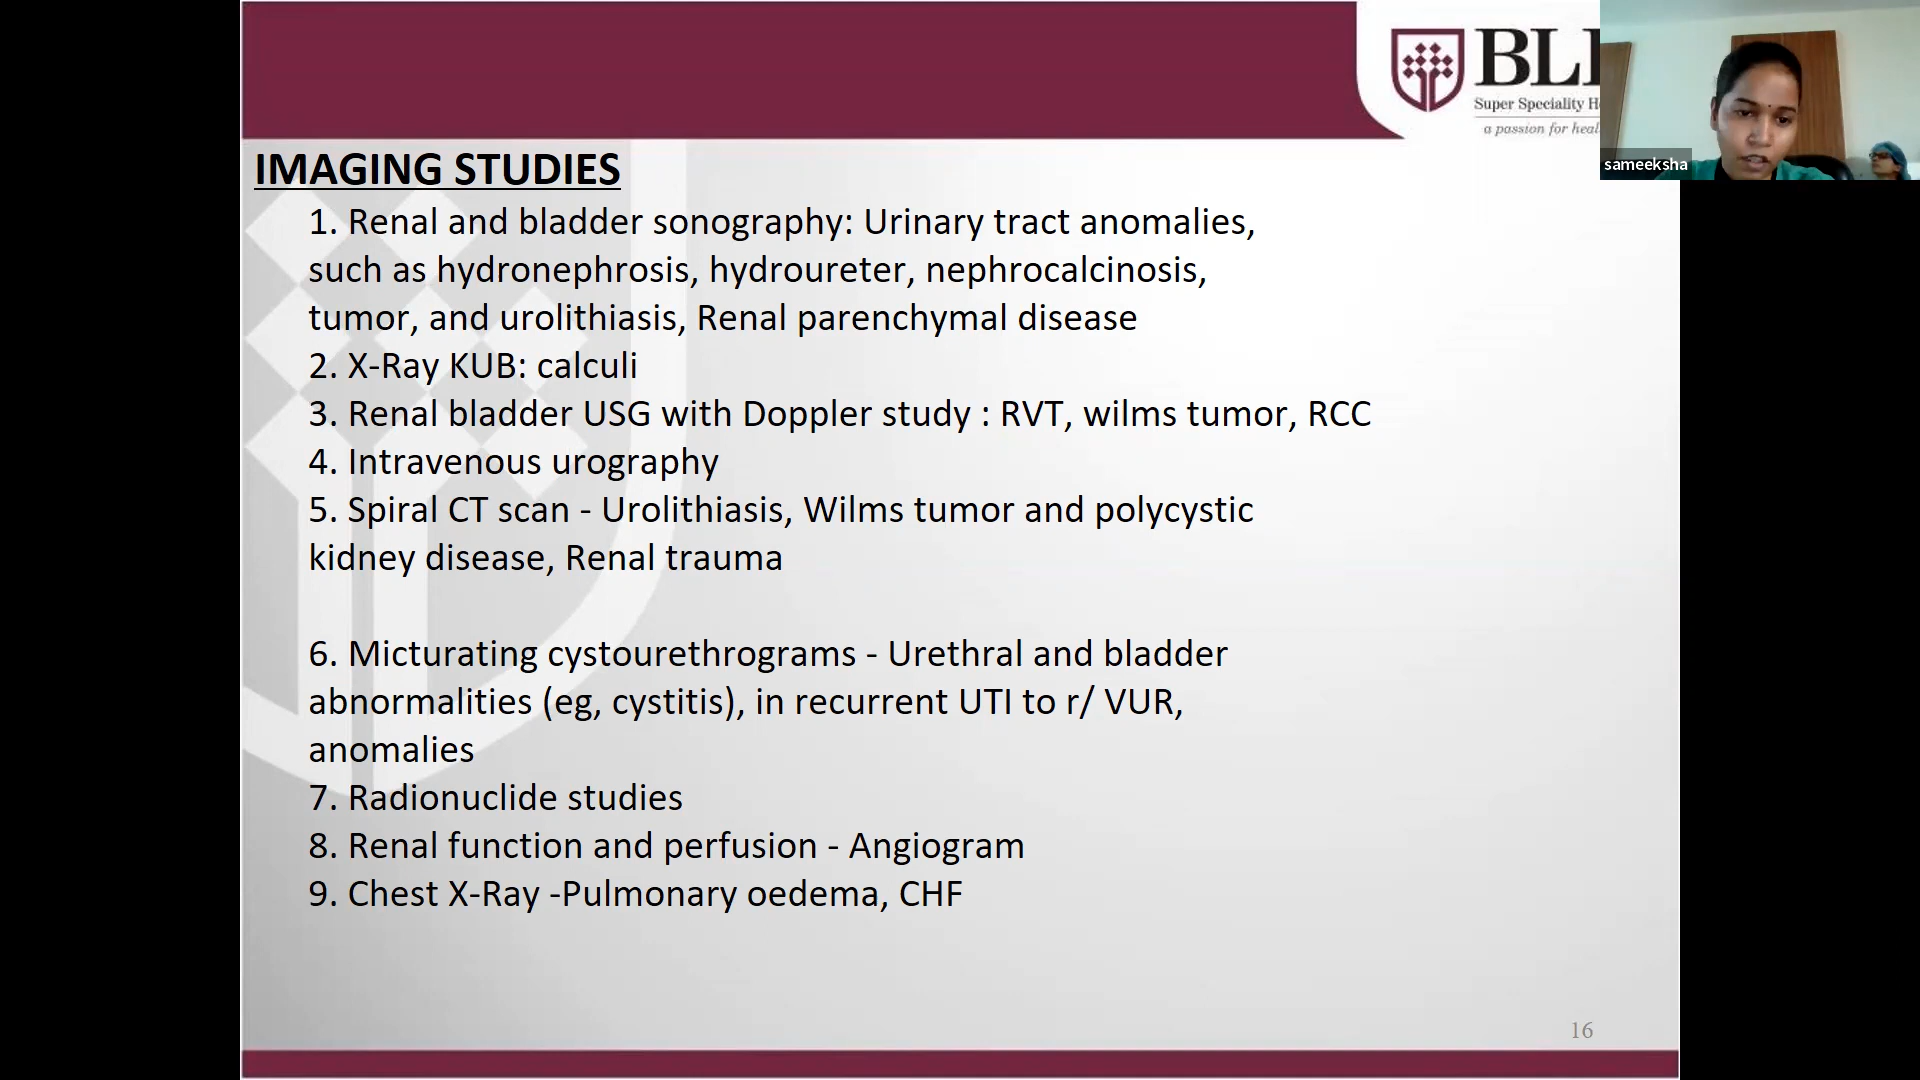 BLI
Super Speciality H
a passion for heal
sameeksha
IMAGING STUDIES
1. Renal and bladder sonography: Urinary tract anomalies,
such as hydronephrosis, hydroureter, nephrocalcinosis,
tumor, and urolithiasis, Renal parenchymal disease
2. X-Ray KUB: calculi
3. Renal bladder USG with Doppler study : RVT, wilms tumor, RCC
4. Intravenous urography
5. Spiral CT scan - Urolithiasis, Wilms tumor and polycystic
kidney disease, Renal trauma
6. Micturating cystourethrograms - Urethral and bladder
abnormalities (eg, cystitis), in recurrent UTI to r/ VUR,
anomalies
7. Radionuclide studies
8. Renal function and perfusion - Angiogram
9. Chest X-Ray -Pulmonary oedema, CHF
16